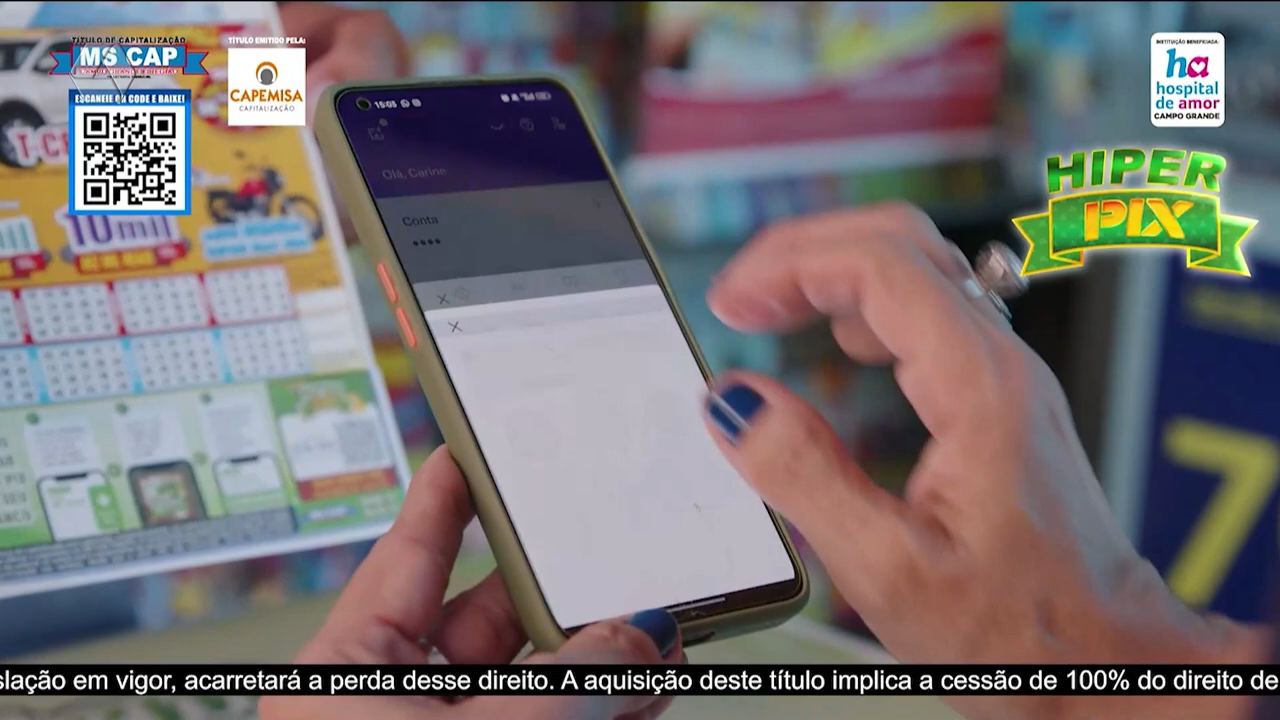 TÍTULO DE CAPITALIZAÇÃO
MS CAP
ESCANEIE QR CODE E BAIXE!
TÍTULO EMITIDO PELA:
CAPEMISA
CAPITALIZAÇÃO
INSTITUIÇÃO BENEFICIADA:
ha
hospital
de amor
CAMPO GRANDE
HIPER
PIX
15:05
Olá, Carine
Conta
T-C
10 mil
7
slação em vigor, acarretará a perda desse direito. A aquisição deste título implica a cessão de 100% do direito de